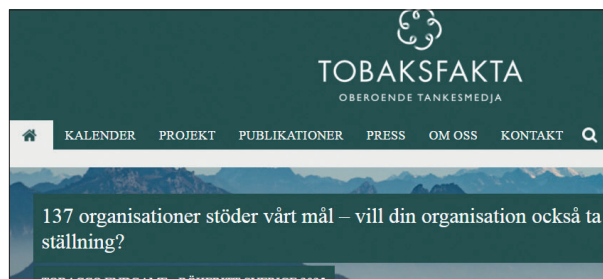 TOBAKSFAKTA
OBEROENDE TANKESMEDJA
KALENDER PROJEKT PUBLIKATIONER PRESS OM OSS KONTAKT
137 organisationer stöder vårt mål – vill din organisation också ta
ställning?